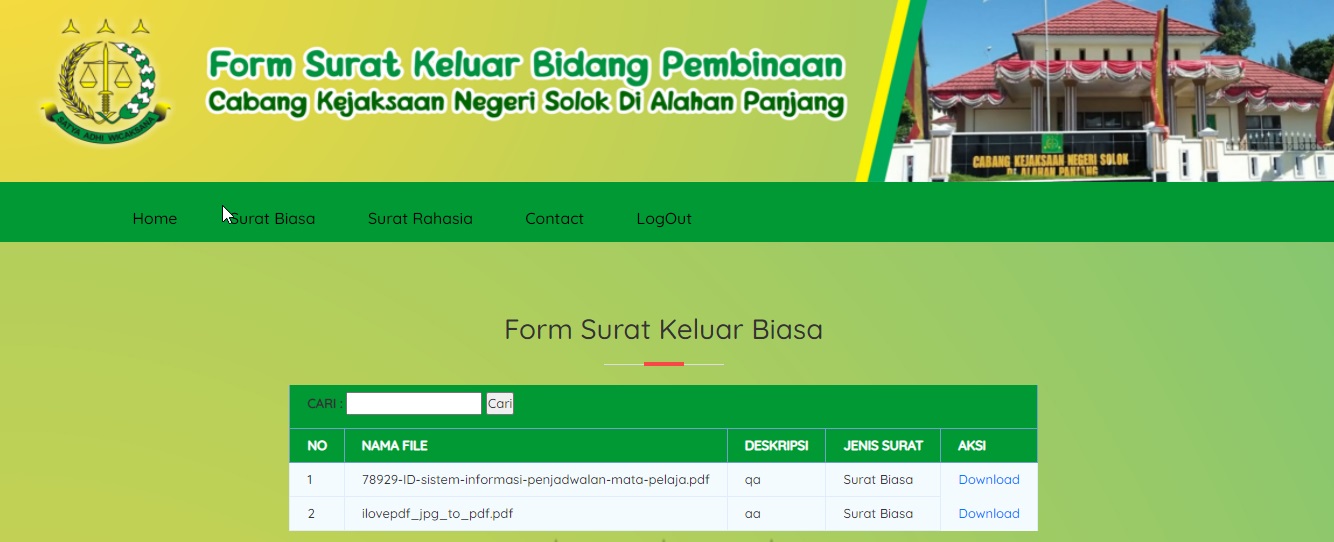 Form Surat Keluar Bidang Pembinaan
Cabang Kejaksaan Negeri Solok Di Alahan Panjang
SATYA ADHI WICAKSANA
CABANG KEJAKSAAN NEGERI SOLOK
DI ALAHAN PANJANG
Home Surat Biasa Surat Rahasia Contact LogOut
Form Surat Keluar Biasa
CARI : Cari
NO NAMA FILE DESKRIPSI JENIS SURAT AKSI
1 78929-ID-sistem-informasi-penjadwalan-mata-pelaja.pdf qa Surat Biasa Download
2 ilovepdf_jpg_to_pdf.pdf aa Surat Biasa Download